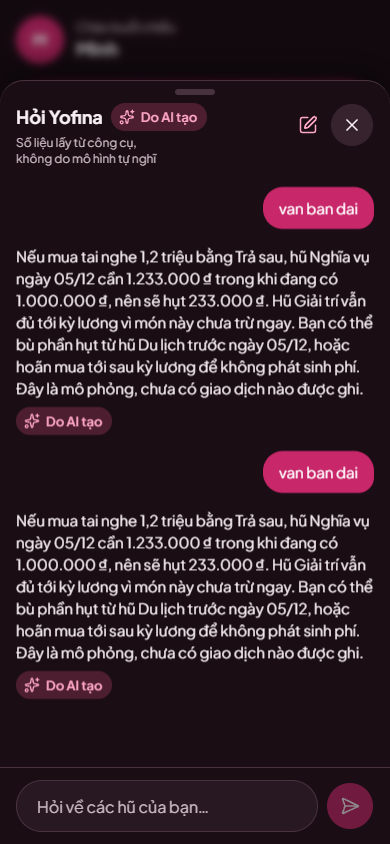 Hỏi Yofina
Do AI tạo
Số liệu lấy từ công cụ,
không do mô hình tự nghĩ
van ban dai
Nếu mua tai nghe 1,2 triệu bằng Trả sau, hũ Nghĩa vụ
ngày 05/12 cần 1.233.000 ₫ trong khi đang có
1.000.000 ₫, nên sẽ hụt 233.000 ₫. Hũ Giải trí vẫn
đủ tới kỳ lương vì món này chưa trừ ngay. Bạn có thể
bù phần hụt từ hũ Du lịch trước ngày 05/12, hoặc
hoãn mua tới sau kỳ lương để không phát sinh phí.
Đây là mô phỏng, chưa có giao dịch nào được ghi.
Do AI tạo
van ban dai
Nếu mua tai nghe 1,2 triệu bằng Trả sau, hũ Nghĩa vụ
ngày 05/12 cần 1.233.000 ₫ trong khi đang có
1.000.000 ₫, nên sẽ hụt 233.000 ₫. Hũ Giải trí vẫn
đủ tới kỳ lương vì món này chưa trừ ngay. Bạn có thể
bù phần hụt từ hũ Du lịch trước ngày 05/12, hoặc
hoãn mua tới sau kỳ lương để không phát sinh phí.
Đây là mô phỏng, chưa có giao dịch nào được ghi.
Do AI tạo
Hỏi về các hũ của bạn...